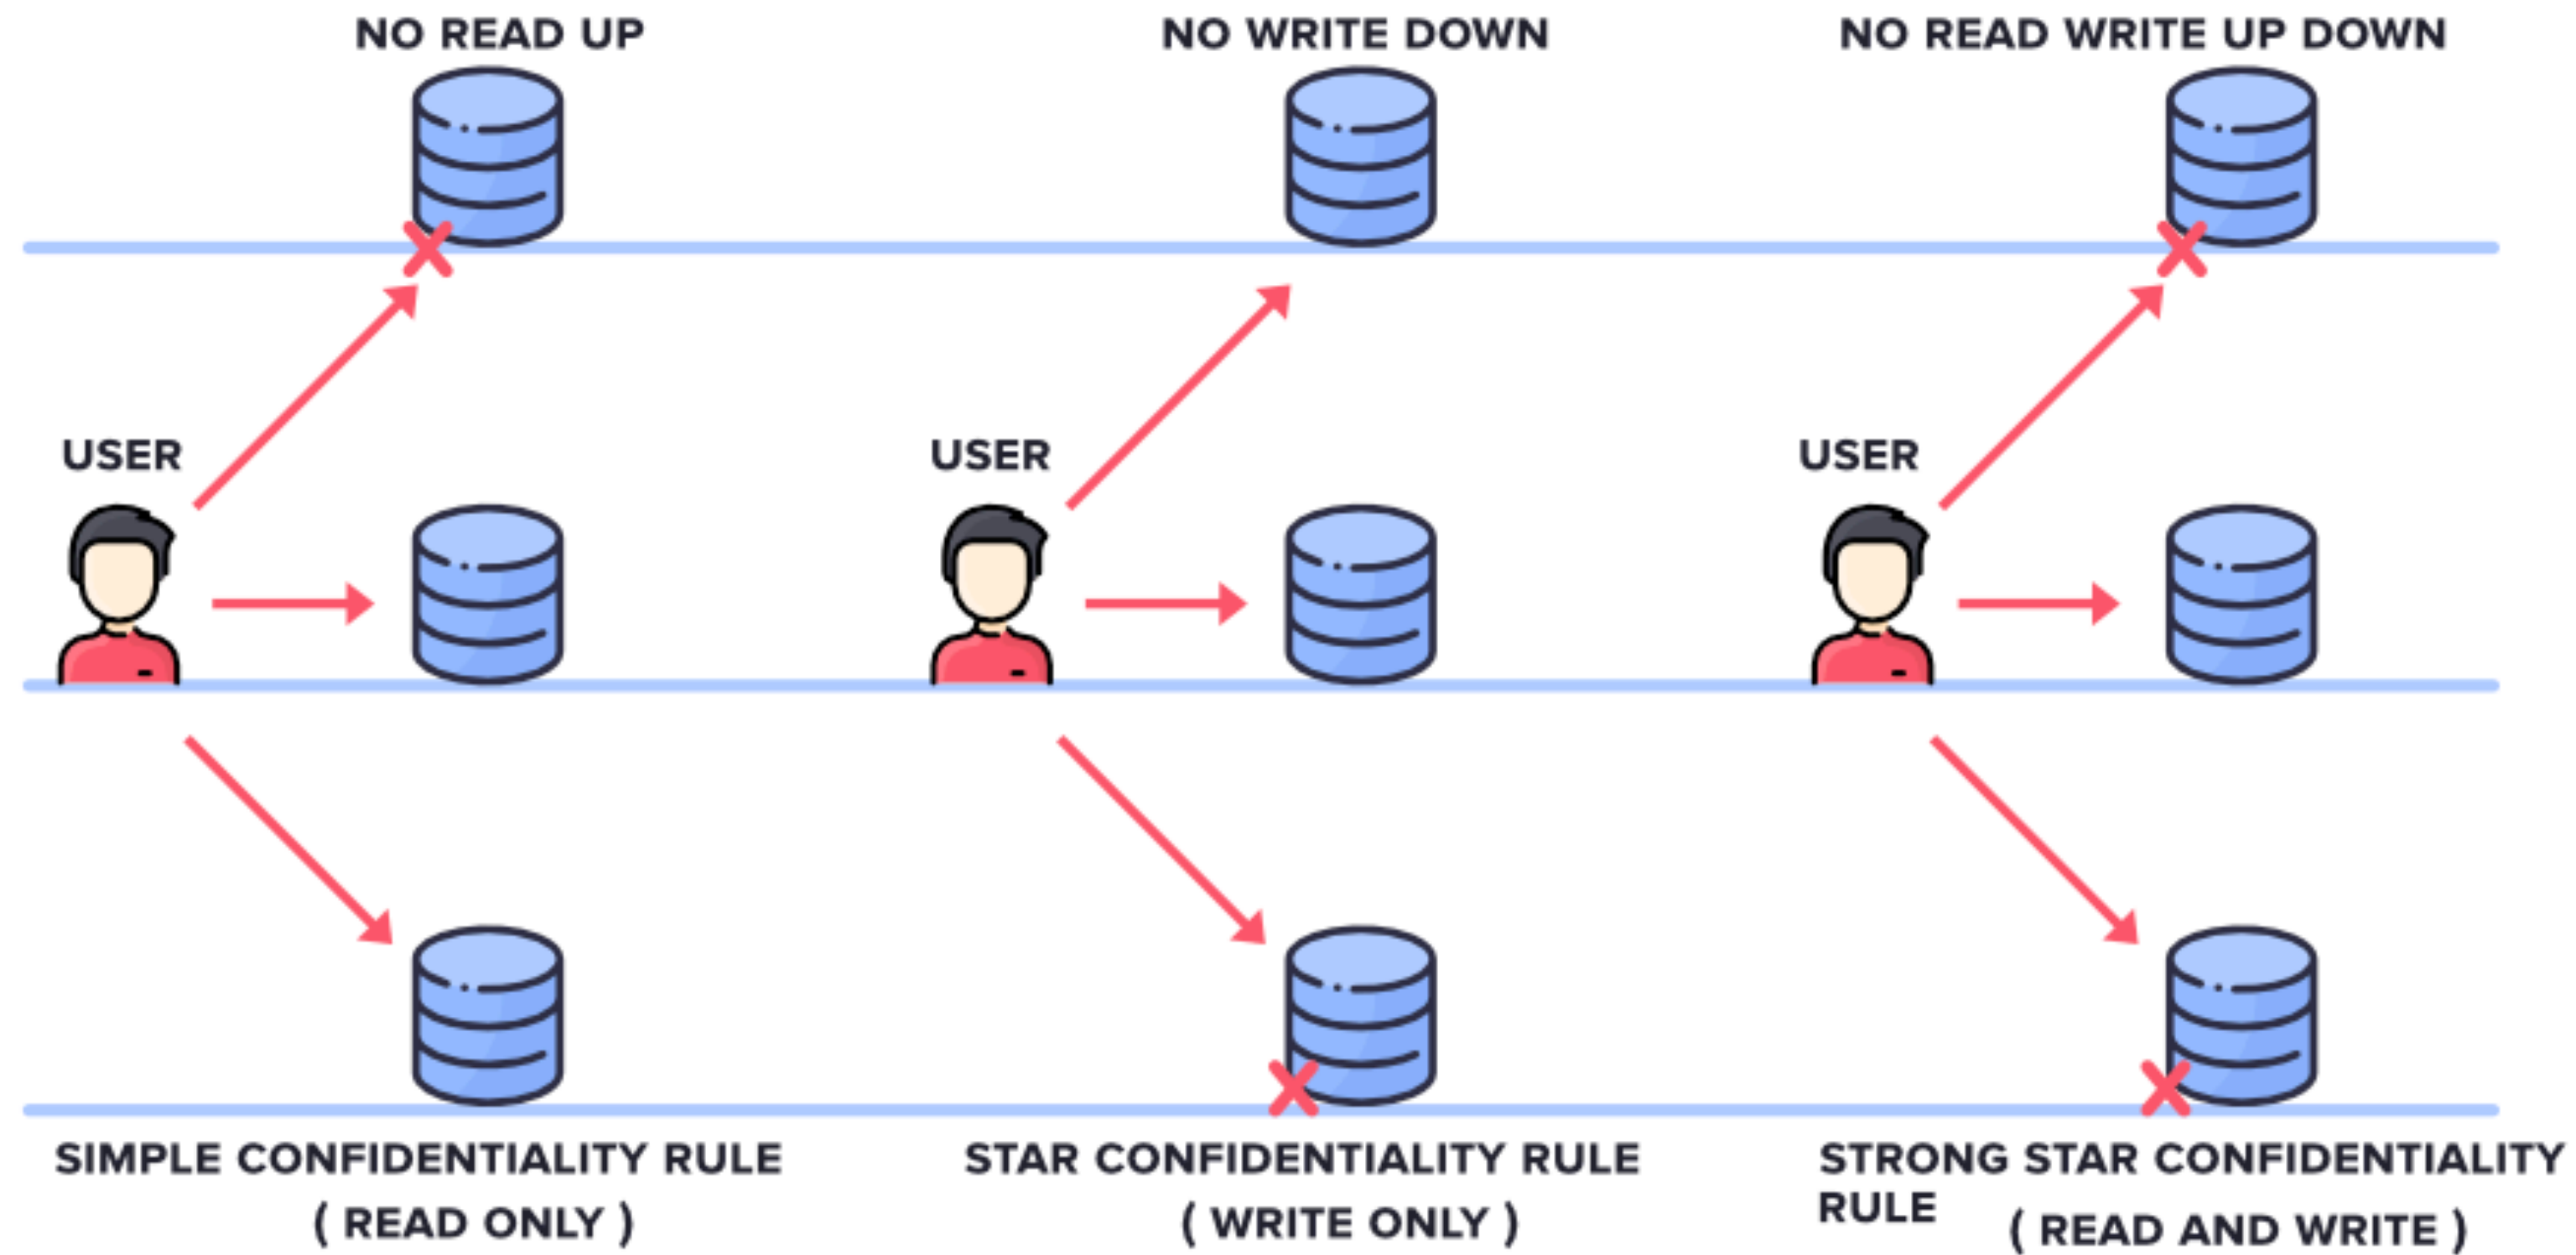 NO READ UP
NO WRITE DOWN
NO READ WRITE UP DOWN
USER
USER
USER
SIMPLE CONFIDENTIALITY RULE
( READ ONLY )
STAR CONFIDENTIALITY RULE
( WRITE ONLY )
STRONG STAR CONFIDENTIALITY
RULE
( READ AND WRITE )